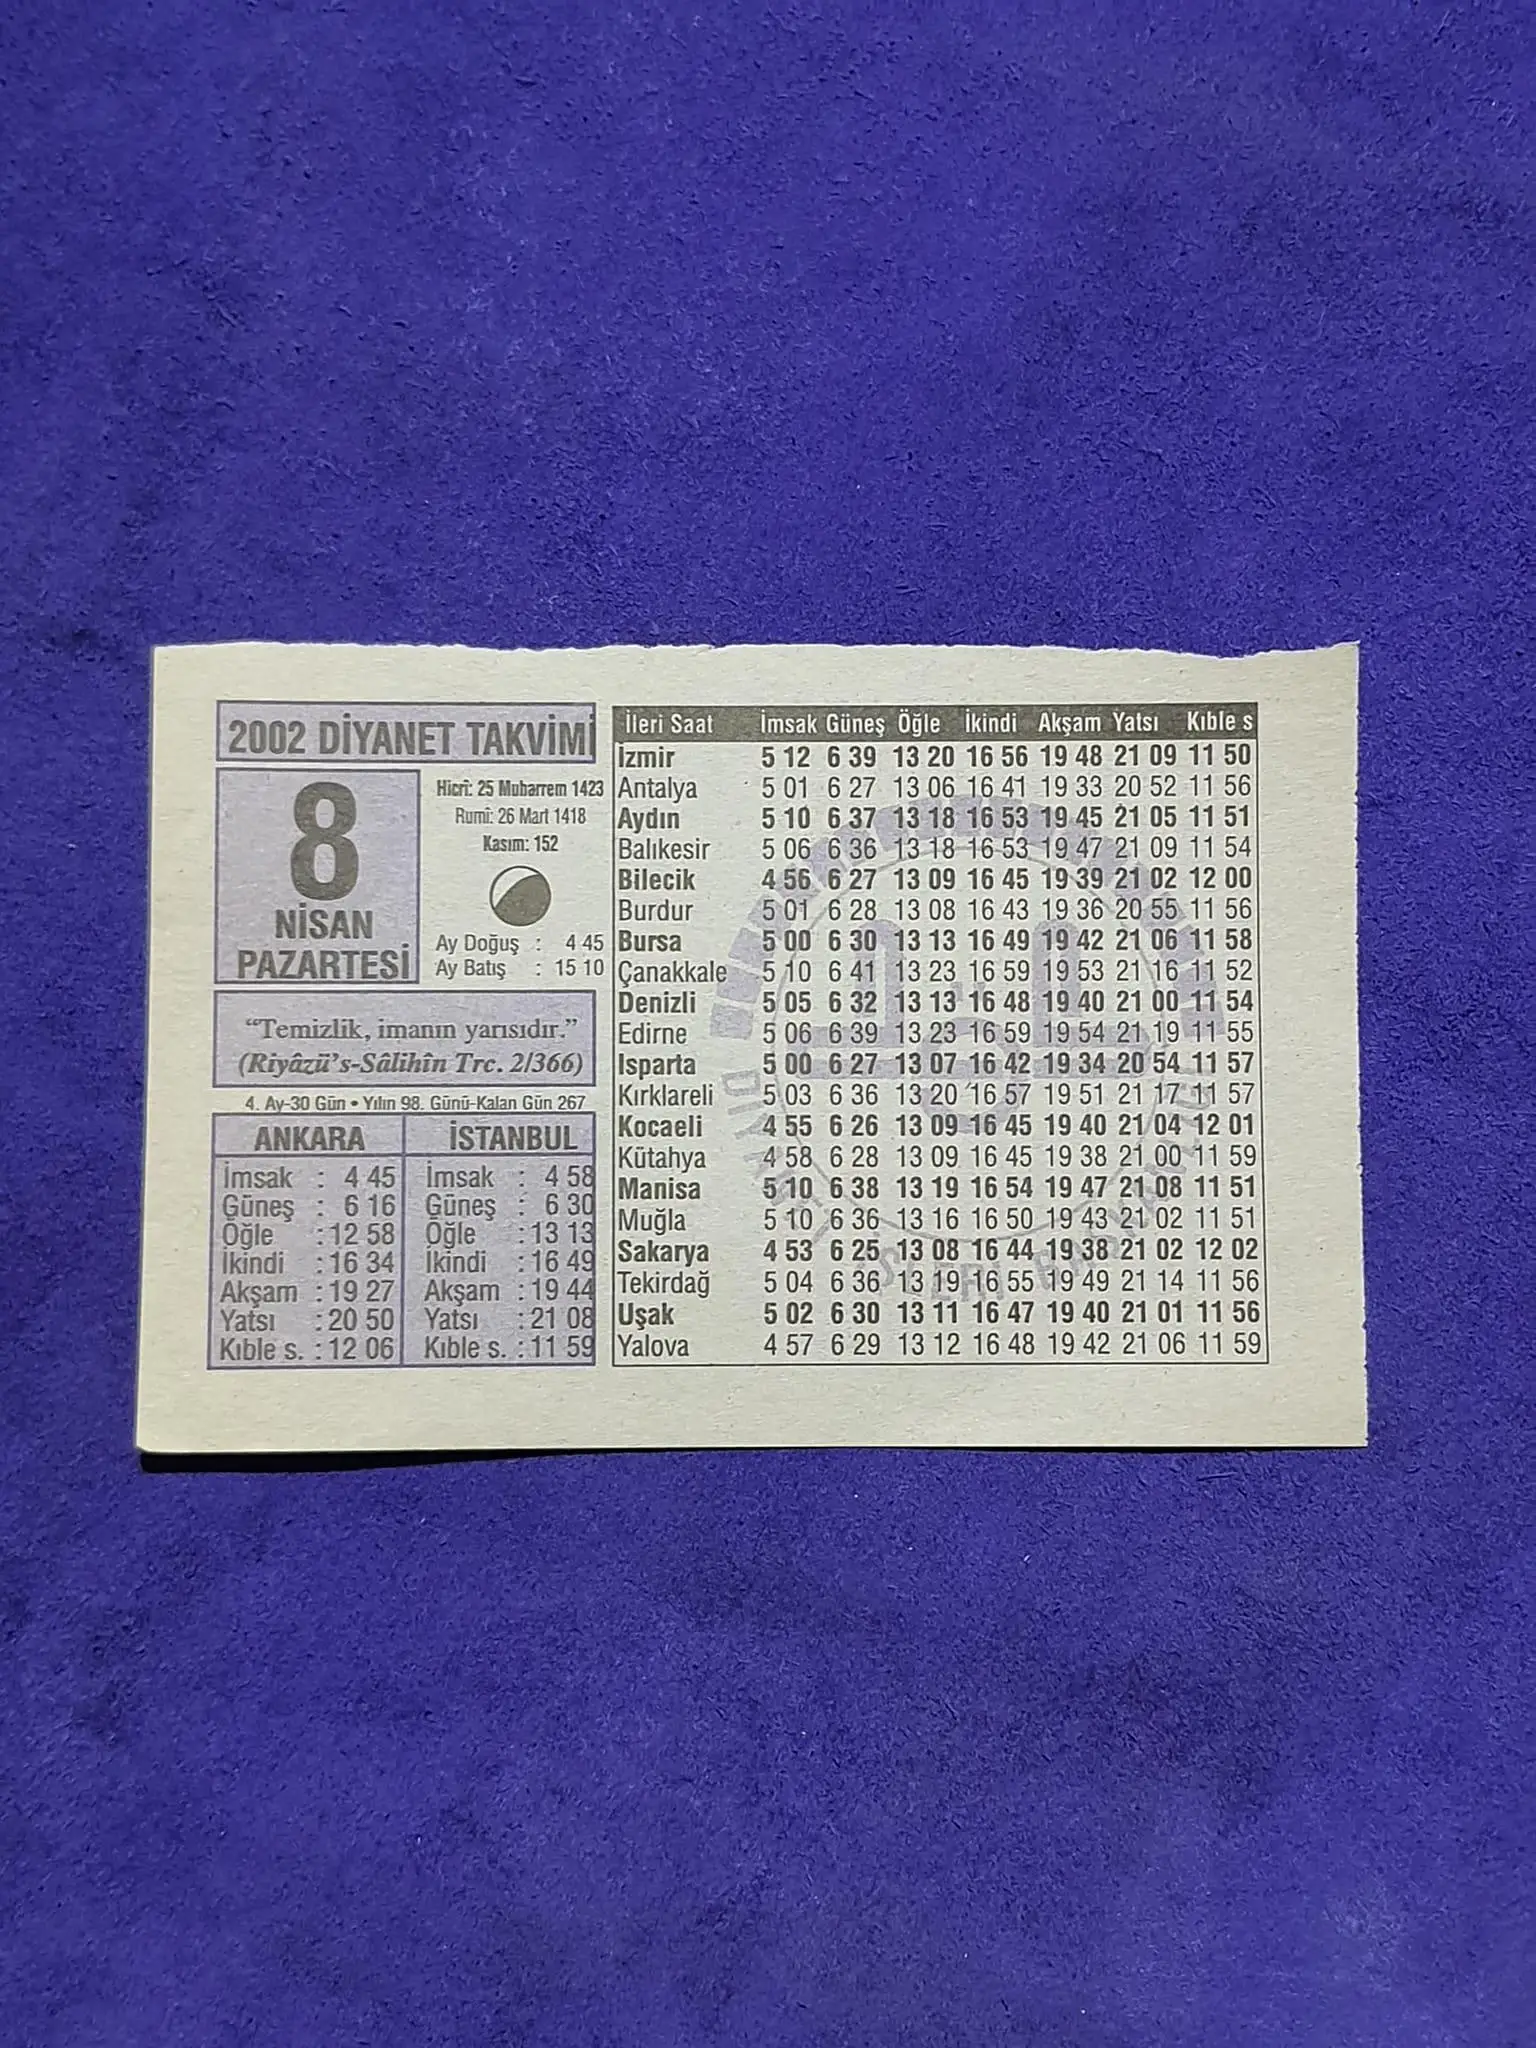 2002 DİYANET TAKVİMİ
8
NİSAN
PAZARTESİ
Hicrî: 25 Muharrem 1423
Rumî: 26 Mart 1418
Kasım: 152
Ay Doğuş : 4 45
Ay Batış : 15 10
“Temizlik, imanın yarısıdır.”
(Riyâzü’s-Sâlihîn Trc. 2/366)
4. Ay-30 Gün • Yılın 98. Günü-Kalan Gün 267
ANKARA
İmsak : 4 45
Güneş : 6 16
Öğle : 12 58
İkindi : 16 34
Akşam : 19 27
Yatsı : 20 50
Kıble s. : 12 06
İSTANBUL
İmsak : 4 58
Güneş : 6 30
Öğle : 13 13
İkindi : 16 49
Akşam : 19 44
Yatsı : 21 08
Kıble s. : 11 59
İleri Saat İmsak Güneş Öğle İkindi Akşam Yatsı Kıble s
İzmir 5 12 6 39 13 20 16 56 19 48 21 09 11 50
Antalya 5 01 6 27 13 06 16 41 19 33 20 52 11 56
Aydın 5 10 6 37 13 18 16 53 19 45 21 05 11 51
Balıkesir 5 06 6 36 13 18 16 53 19 47 21 09 11 54
Bilecik 4 56 6 27 13 09 16 45 19 39 21 02 12 00
Burdur 5 01 6 28 13 08 16 43 19 36 20 55 11 56
Bursa 5 00 6 30 13 13 16 49 19 42 21 06 11 58
Çanakkale 5 10 6 41 13 23 16 59 19 53 21 16 11 52
Denizli 5 05 6 32 13 13 16 48 19 40 21 00 11 54
Edirne 5 06 6 39 13 23 16 59 19 54 21 19 11 55
Isparta 5 00 6 27 13 07 16 42 19 34 20 54 11 57
Kırklareli 5 03 6 36 13 20 16 57 19 51 21 17 11 57
Kocaeli 4 55 6 26 13 09 16 45 19 40 21 04 12 01
Kütahya 4 58 6 28 13 09 16 45 19 38 21 00 11 59
Manisa 5 10 6 38 13 19 16 54 19 47 21 08 11 51
Muğla 5 10 6 36 13 16 16 50 19 43 21 02 11 51
Sakarya 4 53 6 25 13 08 16 44 19 38 21 02 12 02
Tekirdağ 5 04 6 36 13 19 16 55 19 49 21 14 11 56
Uşak 5 02 6 30 13 11 16 47 19 40 21 01 11 56
Yalova 4 57 6 29 13 12 16 48 19 42 21 06 11 59